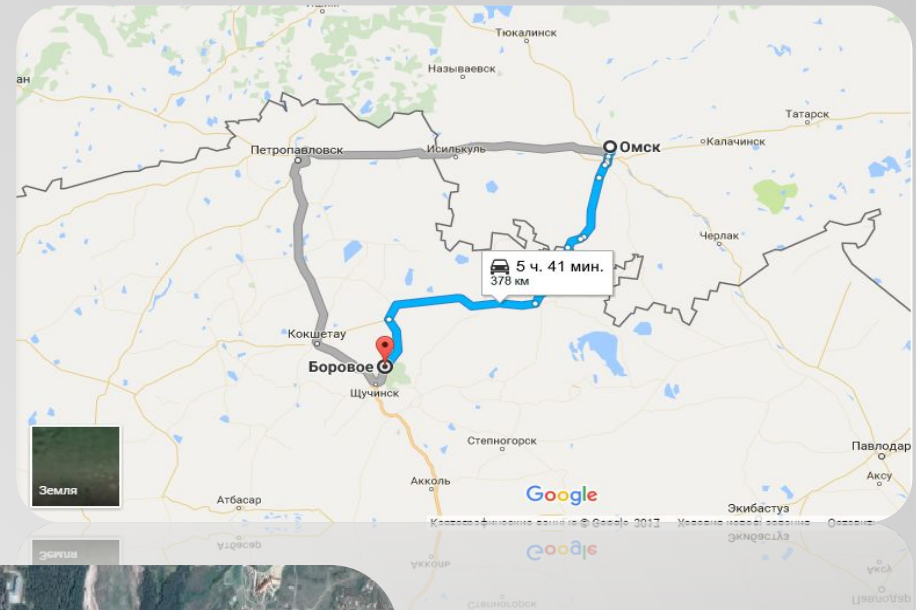 Тюкалинск
Называевск
ан
Татарск
Петропавловск
Исилькуль
Омск
Калачинск
Черлак
5 ч. 41 мин.
378 км
Кокшетау
Боровое
Щучинск
Степногорск
Павлодар
Земля
Акколь
Аксу
Атбасар
Google
Экибастуз